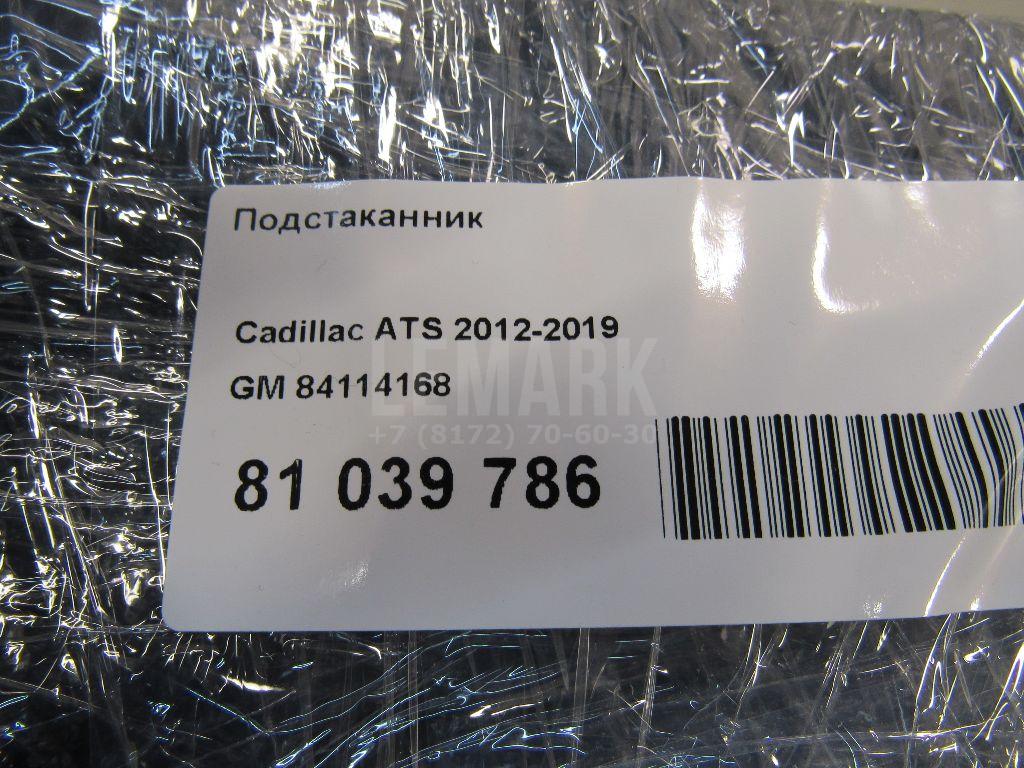 Подстаканник
Cadillac ATS 2012-2019
GM 84114168
LEMARK
+7 (8172) 70-60-30
81 039 786